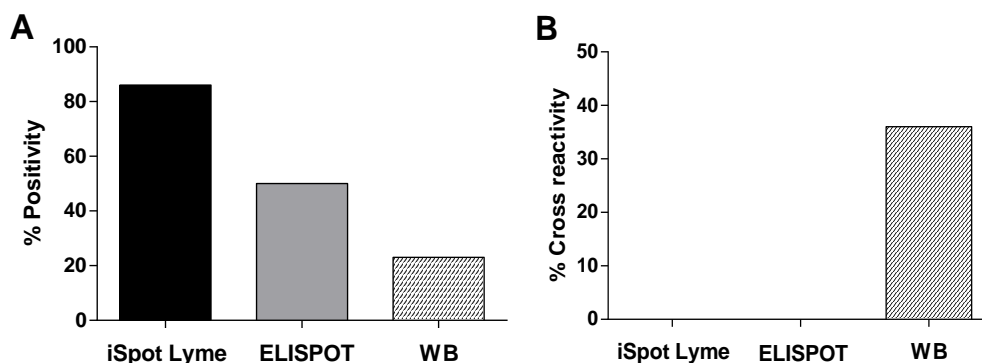 A
% Positivity
100
80
60
40
20
0
iSpot Lyme ELISPOT WB
B
% Cross reactivity
50
40
30
20
10
0
iSpot Lyme ELISPOT WB